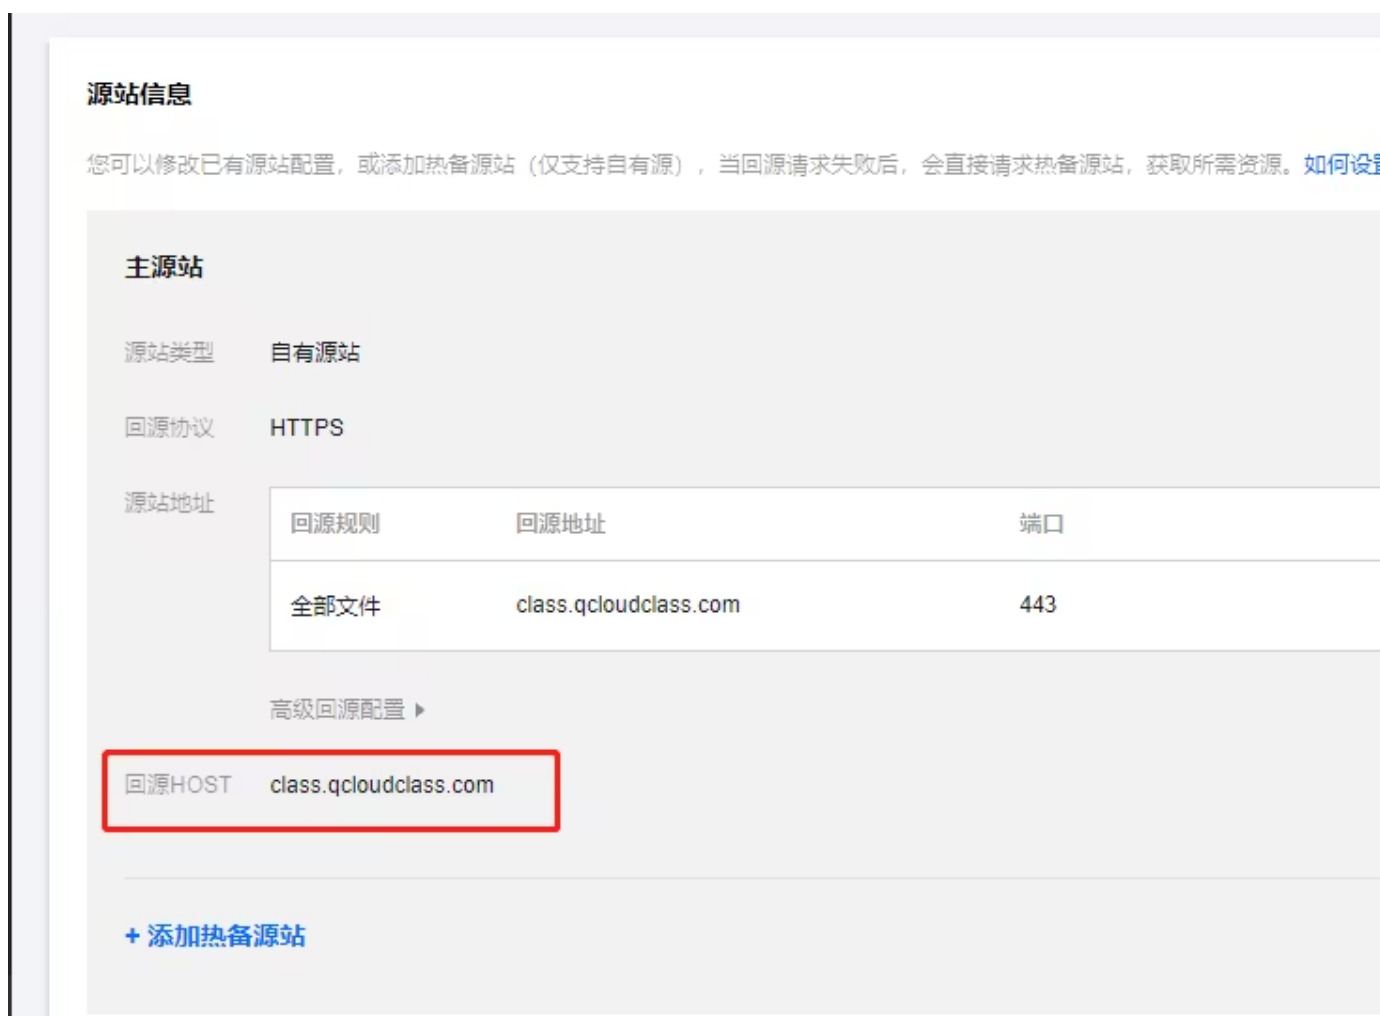 源站信息
您可以修改已有源站配置，或添加热备源站（仅支持自有源），当回源请求失败后，会直接请求热备源站，获取所需资源。如何设置
主源站
源站类型 自有源站
回源协议 HTTPS
源站地址
回源规则 回源地址 端口
全部文件 class.qcloudclass.com 443
高级回源配置
回源HOST class.qcloudclass.com
+ 添加热备源站